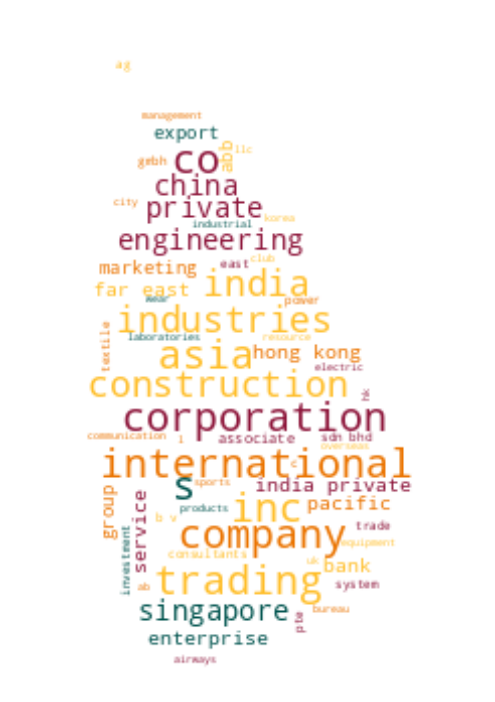 ag
management
export
co
abb
llc
gmbh
china
city
private
korea
industrial
engineering
club
east
marketing
india
far east
wear
power
industries
laboratories
resource
textile
asia
hong kong
electric
construction
hk
corporation
communication
i
associate
sdn bhd
overseas
international
c
s
sports
india private
group
service
products
inc
pacific
b v
trade
company
equipment
investment
consultants
uk
bank
ab
trading
system
singapore
bureau
pte
enterprise
airways